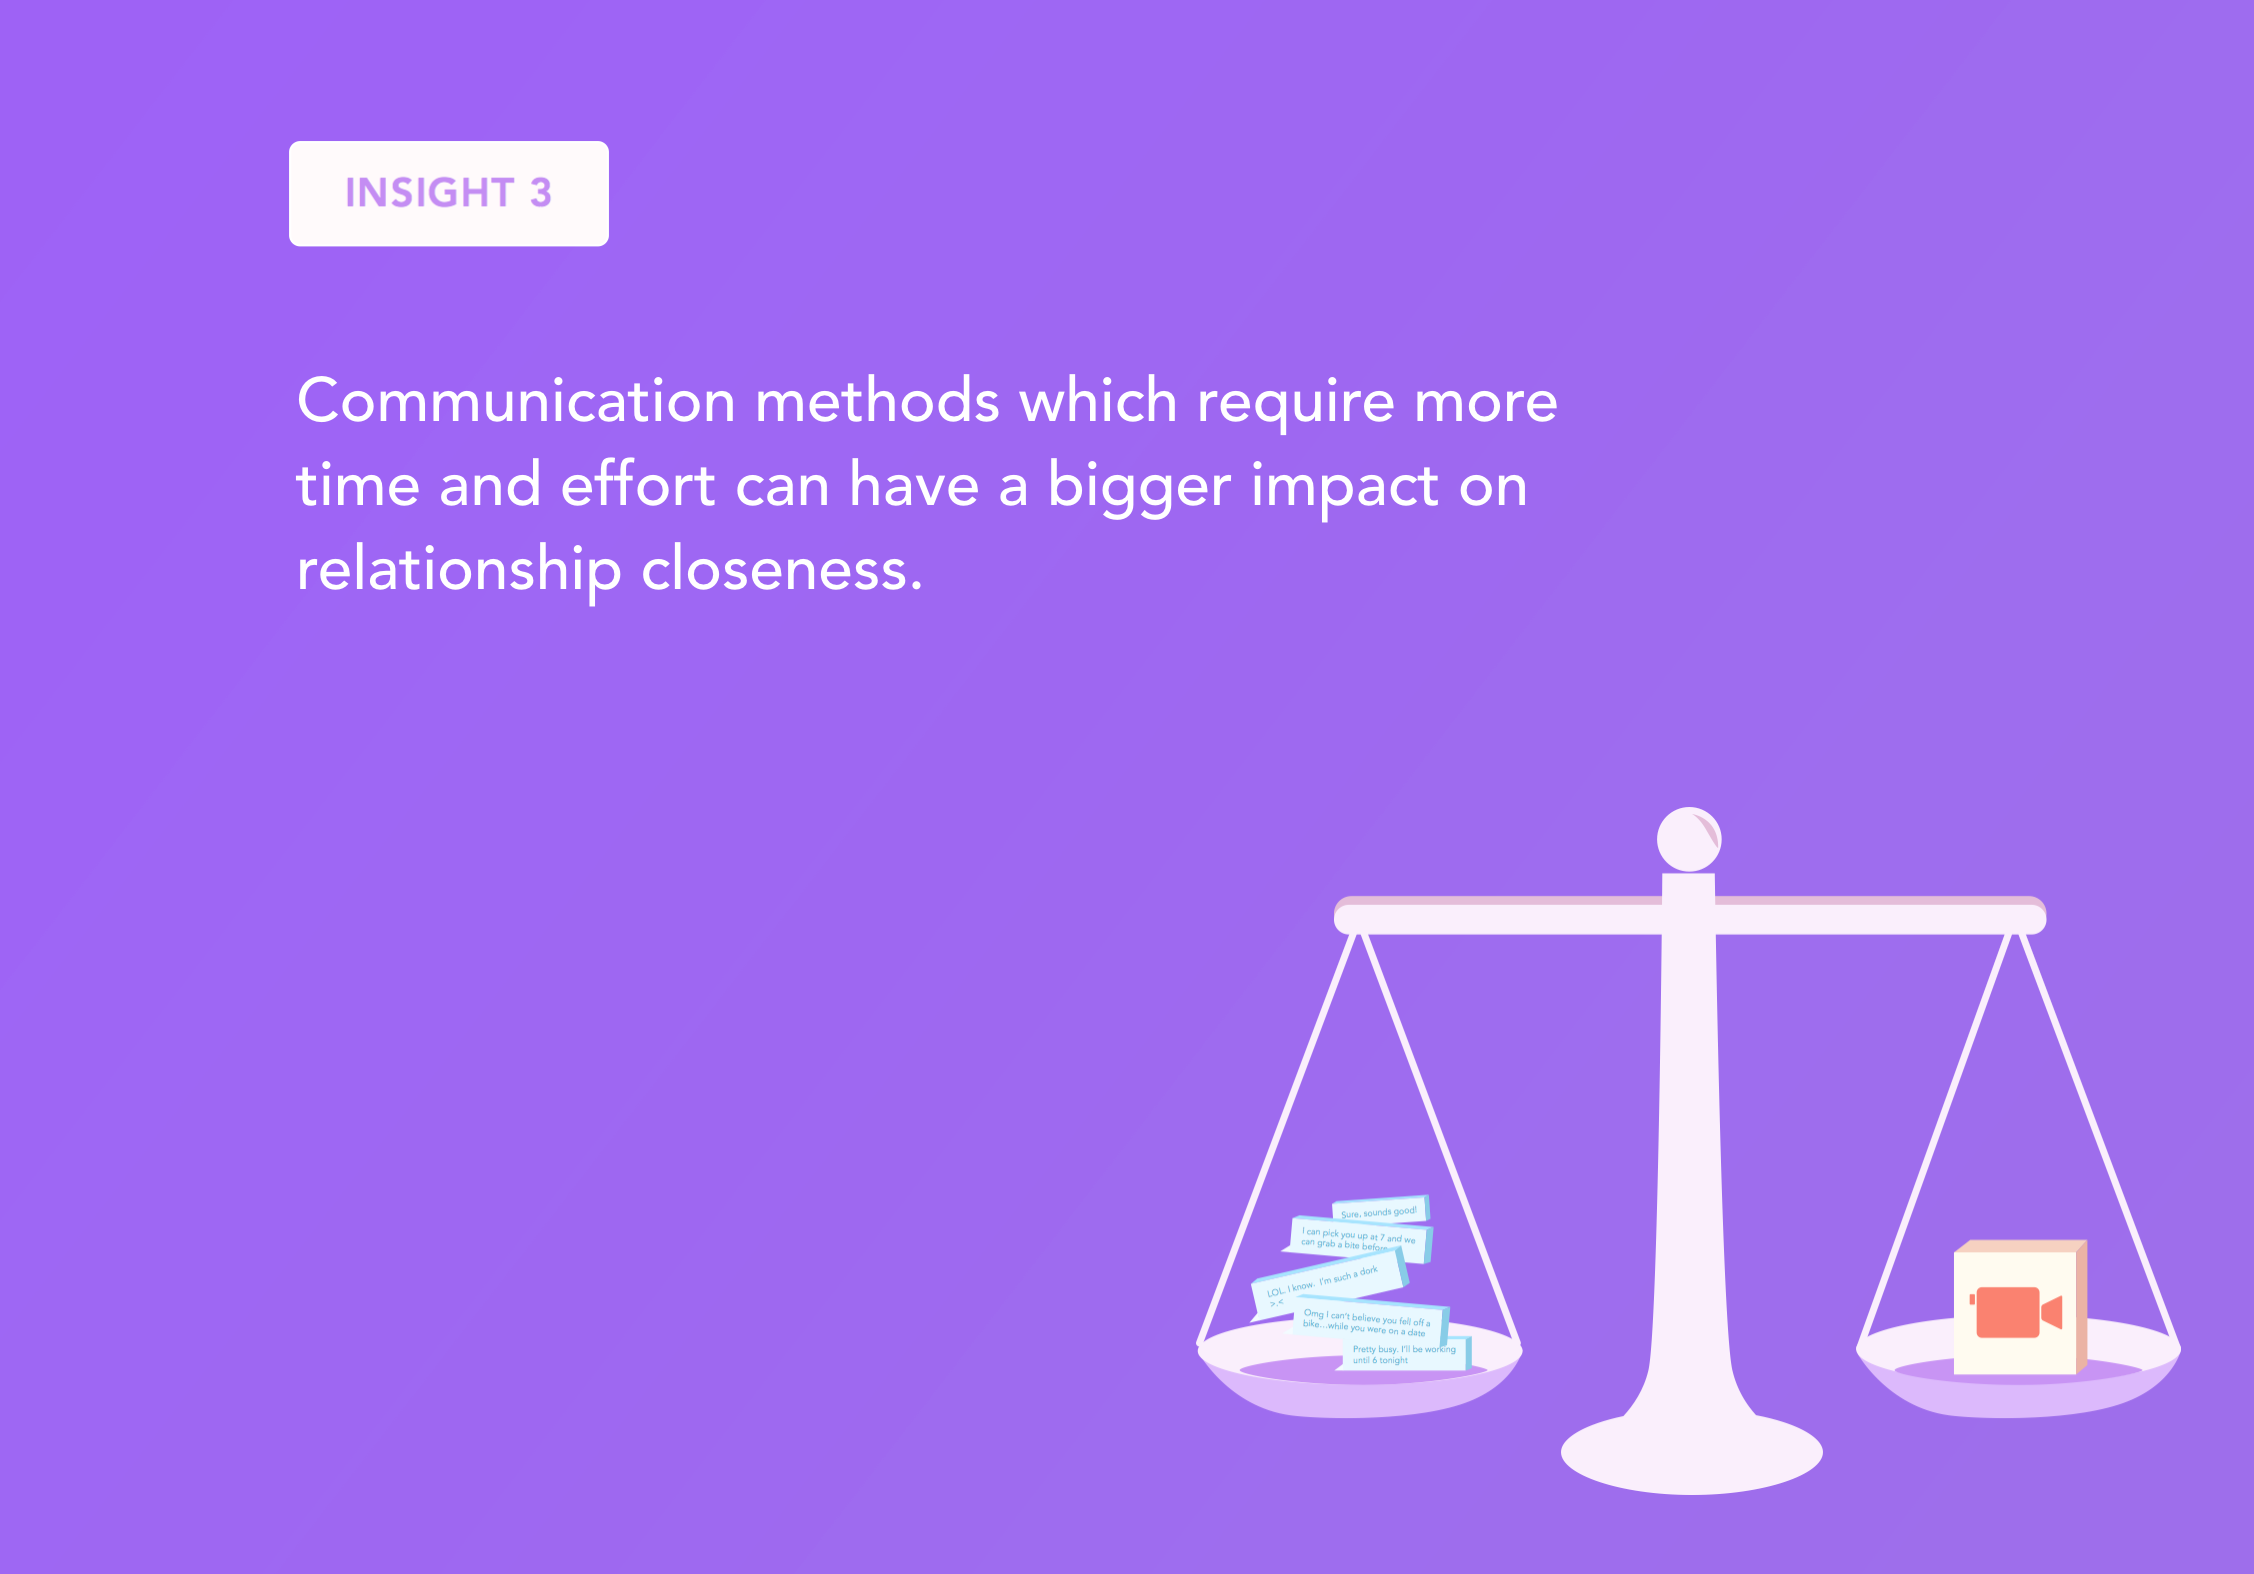 INSIGHT 3
Communication methods which require more
time and effort can have a bigger impact on
relationship closeness.
Sure, sounds good!
I can pick you up at 7 and we
can grab a bite before
LOL. I know. I'm such a dork
>.<
Omg I can't believe you fell off a
bike...while you were on a date
Pretty busy. I'll be working
until 6 tonight